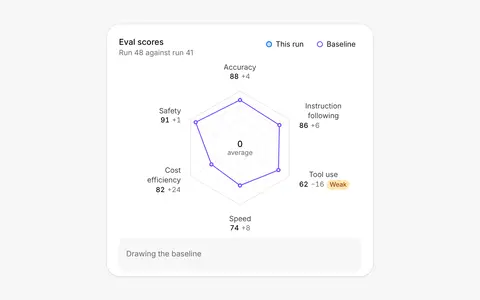 Eval scores
Run 48 against run 41
This run
Baseline
Accuracy
88 +4
Safety
91 +1
Instruction
following
86 +6
0
average
Cost
efficiency
82 +24
Tool use
62 −16 Weak
Speed
74 +8
Drawing the baseline